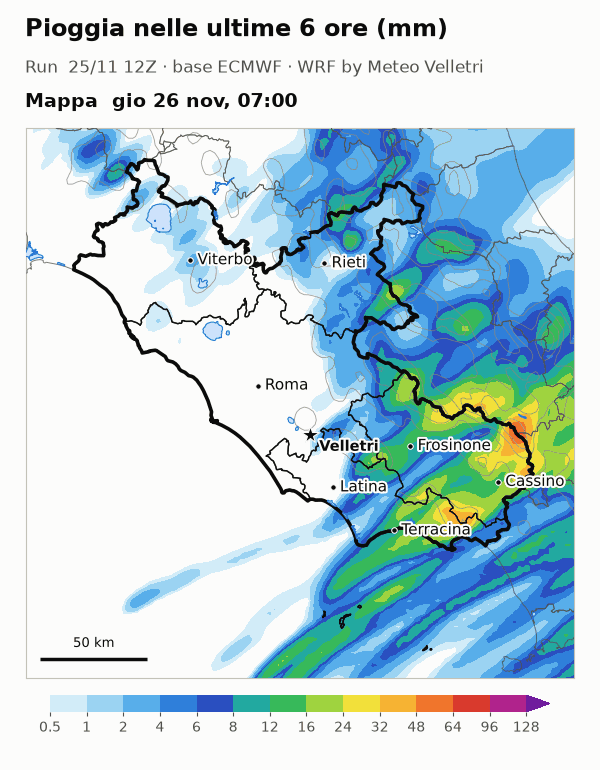 Pioggia nelle ultime 6 ore (mm)
Run  25/11 12Z · base ECMWF · WRF by Meteo Velletri
Mappa  gio 26 nov, 07:00
Viterbo
Rieti
Roma
Velletri
Frosinone
Latina
Cassino
Terracina
50 km
0.5 1 2 4 6 8 12 16 24 32 48 64 96 128